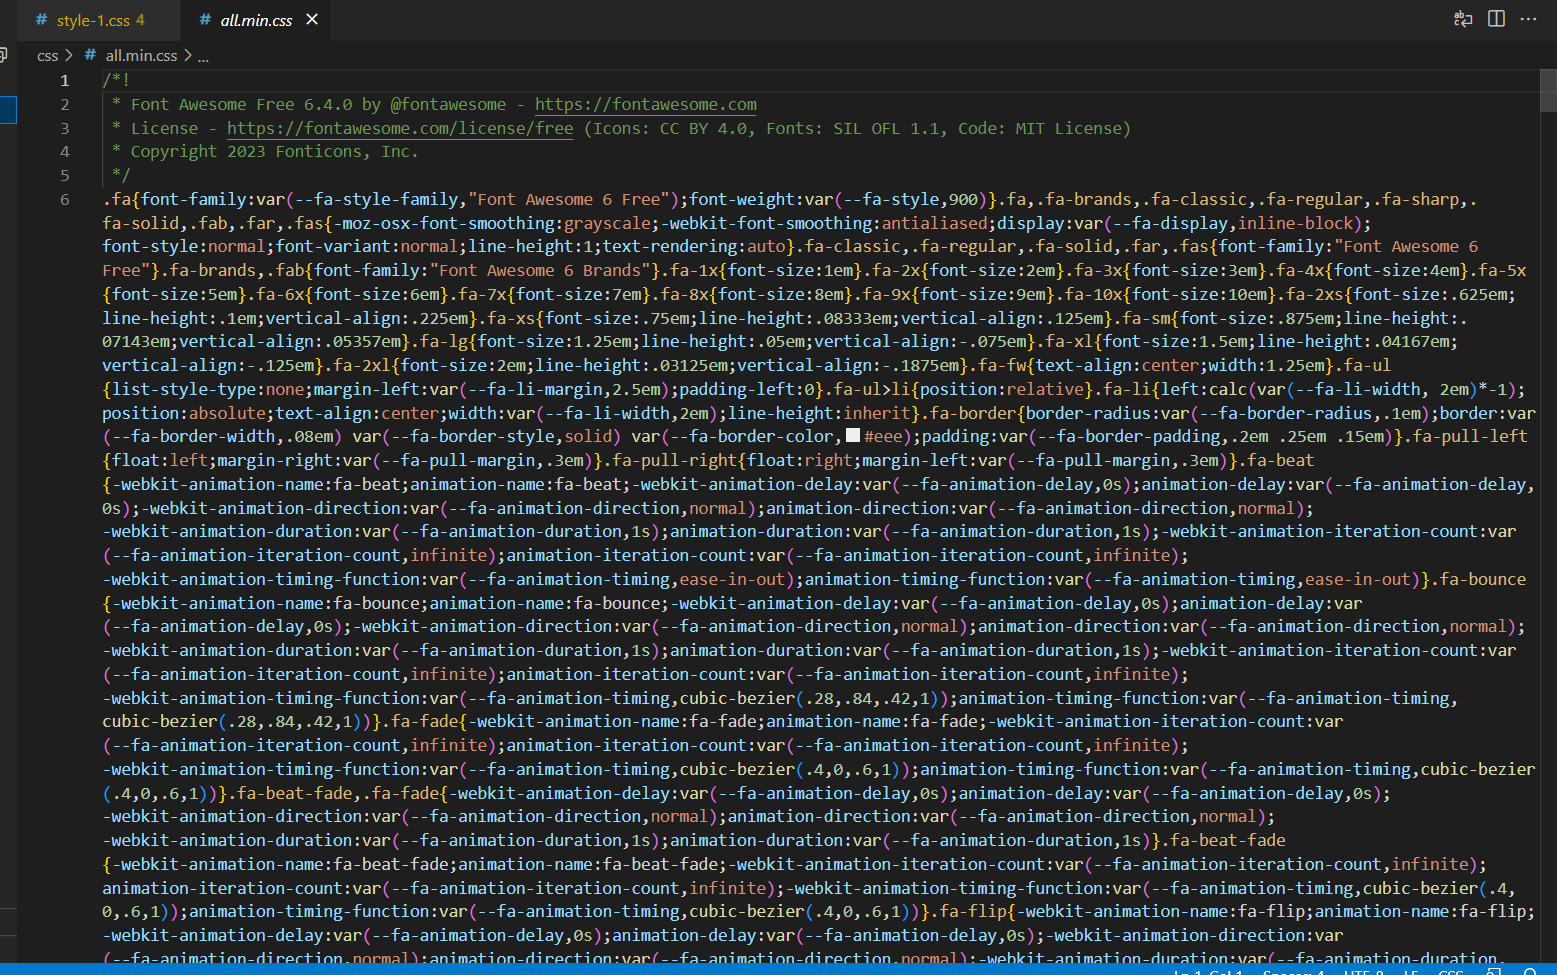 # style-1.css 4
# all.min.css ×
css > # all.min.css > ...
1 /*!
2 * Font Awesome Free 6.4.0 by @fontawesome - https://fontawesome.com
3 * License - https://fontawesome.com/license/free (Icons: CC BY 4.0, Fonts: SIL OFL 1.1, Code: MIT License)
4 * Copyright 2023 Fonticons, Inc.
5 */
6 .fa{font-family:var(--fa-style-family,"Font Awesome 6 Free");font-weight:var(--fa-style,900)}.fa,.fa-brands,.fa-classic,.fa-regular,.fa-sharp,.
fa-solid,.fab,.far,.fas{-moz-osx-font-smoothing:grayscale;-webkit-font-smoothing:antialiased;display:var(--fa-display,inline-block);
font-style:normal;font-variant:normal;line-height:1;text-rendering:auto}.fa-classic,.fa-regular,.fa-solid,.far,.fas{font-family:"Font Awesome 6
Free"}.fa-brands,.fab{font-family:"Font Awesome 6 Brands"}.fa-1x{font-size:1em}.fa-2x{font-size:2em}.fa-3x{font-size:3em}.fa-4x{font-size:4em}.fa-5x
{font-size:5em}.fa-6x{font-size:6em}.fa-7x{font-size:7em}.fa-8x{font-size:8em}.fa-9x{font-size:9em}.fa-10x{font-size:10em}.fa-2xs{font-size:.625em;
line-height:.1em;vertical-align:.225em}.fa-xs{font-size:.75em;line-height:.08333em;vertical-align:.125em}.fa-sm{font-size:.875em;line-height:.
07143em;vertical-align:.05357em}.fa-lg{font-size:1.25em;line-height:.05em;vertical-align:-.075em}.fa-xl{font-size:1.5em;line-height:.04167em;
vertical-align:-.125em}.fa-2xl{font-size:2em;line-height:.03125em;vertical-align:-.1875em}.fa-fw{text-align:center;width:1.25em}.fa-ul
{list-style-type:none;margin-left:var(--fa-li-margin,2.5em);padding-left:0}.fa-ul>li{position:relative}.fa-li{left:calc(var(--fa-li-width, 2em)*-1);
position:absolute;text-align:center;width:var(--fa-li-width,2em);line-height:inherit}.fa-border{border-radius:var(--fa-border-radius,.1em);border:var
(--fa-border-width,.08em) var(--fa-border-style,solid) var(--fa-border-color,#eee);padding:var(--fa-border-padding,.2em .25em .15em)}.fa-pull-left
{float:left;margin-right:var(--fa-pull-margin,.3em)}.fa-pull-right{float:right;margin-left:var(--fa-pull-margin,.3em)}.fa-beat
{-webkit-animation-name:fa-beat;animation-name:fa-beat;-webkit-animation-delay:var(--fa-animation-delay,0s);animation-delay:var(--fa-animation-delay,
0s);-webkit-animation-direction:var(--fa-animation-direction,normal);animation-direction:var(--fa-animation-direction,normal);
-webkit-animation-duration:var(--fa-animation-duration,1s);animation-duration:var(--fa-animation-duration,1s);-webkit-animation-iteration-count:var
(--fa-animation-iteration-count,infinite);animation-iteration-count:var(--fa-animation-iteration-count,infinite);
-webkit-animation-timing-function:var(--fa-animation-timing,ease-in-out);animation-timing-function:var(--fa-animation-timing,ease-in-out)}.fa-bounce
{-webkit-animation-name:fa-bounce;animation-name:fa-bounce;-webkit-animation-delay:var(--fa-animation-delay,0s);animation-delay:var
(--fa-animation-delay,0s);-webkit-animation-direction:var(--fa-animation-direction,normal);animation-direction:var(--fa-animation-direction,normal);
-webkit-animation-duration:var(--fa-animation-duration,1s);animation-duration:var(--fa-animation-duration,1s);-webkit-animation-iteration-count:var
(--fa-animation-iteration-count,infinite);animation-iteration-count:var(--fa-animation-iteration-count,infinite);
-webkit-animation-timing-function:var(--fa-animation-timing,cubic-bezier(.28,.84,.42,1));animation-timing-function:var(--fa-animation-timing,
cubic-bezier(.28,.84,.42,1))}.fa-fade{-webkit-animation-name:fa-fade;animation-name:fa-fade;-webkit-animation-iteration-count:var
(--fa-animation-iteration-count,infinite);animation-iteration-count:var(--fa-animation-iteration-count,infinite);
-webkit-animation-timing-function:var(--fa-animation-timing,cubic-bezier(.4,0,.6,1));animation-timing-function:var(--fa-animation-timing,cubic-bezier
(.4,0,.6,1))}.fa-beat-fade,.fa-fade{-webkit-animation-delay:var(--fa-animation-delay,0s);animation-delay:var(--fa-animation-delay,0s);
-webkit-animation-direction:var(--fa-animation-direction,normal);animation-direction:var(--fa-animation-direction,normal);
-webkit-animation-duration:var(--fa-animation-duration,1s);animation-duration:var(--fa-animation-duration,1s)}.fa-beat-fade
{-webkit-animation-name:fa-beat-fade;animation-name:fa-beat-fade;-webkit-animation-iteration-count:var(--fa-animation-iteration-count,infinite);
animation-iteration-count:var(--fa-animation-iteration-count,infinite);-webkit-animation-timing-function:var(--fa-animation-timing,cubic-bezier(.4,
0,.6,1));animation-timing-function:var(--fa-animation-timing,cubic-bezier(.4,0,.6,1))}.fa-flip{-webkit-animation-name:fa-flip;animation-name:fa-flip;
-webkit-animation-delay:var(--fa-animation-delay,0s);animation-delay:var(--fa-animation-delay,0s);-webkit-animation-direction:var
(--fa-animation-direction,normal);animation-direction:var(--fa-animation-direction,normal);-webkit-animation-duration:var(--fa-animation-duration,